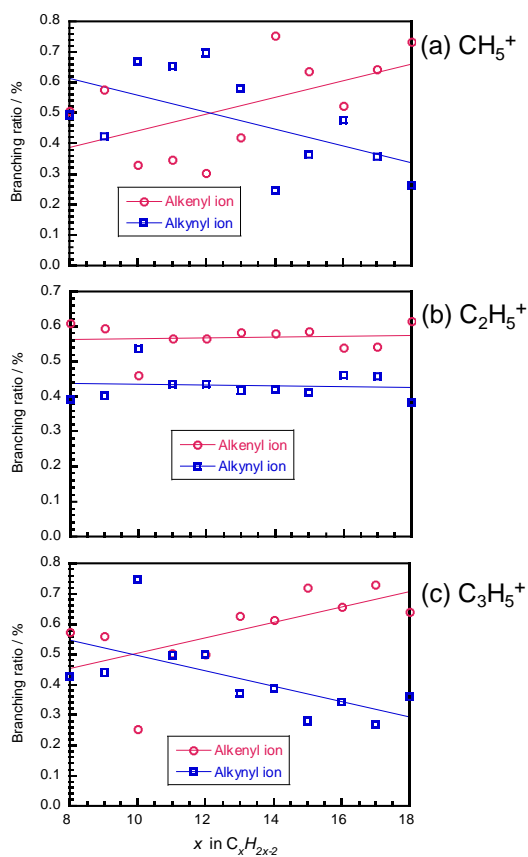 0.8
0.7
0.6
0.5
0.4
0.3
0.2
0.1
0.0
Branching ratio / %
Alkenyl ion
Alkynyl ion
(a) CH₅⁺
0.7
0.6
0.5
0.4
0.3
0.2
0.1
0.0
Branching ratio / %
Alkenyl ion
Alkynyl ion
(b) C₂H₅⁺
0.8
0.7
0.6
0.5
0.4
0.3
0.2
0.1
0.0
Branching ratio / %
Alkenyl ion
Alkynyl ion
(c) C₃H₅⁺
8 10 12 14 16 18
x in CₓH₂ₓ₋₂